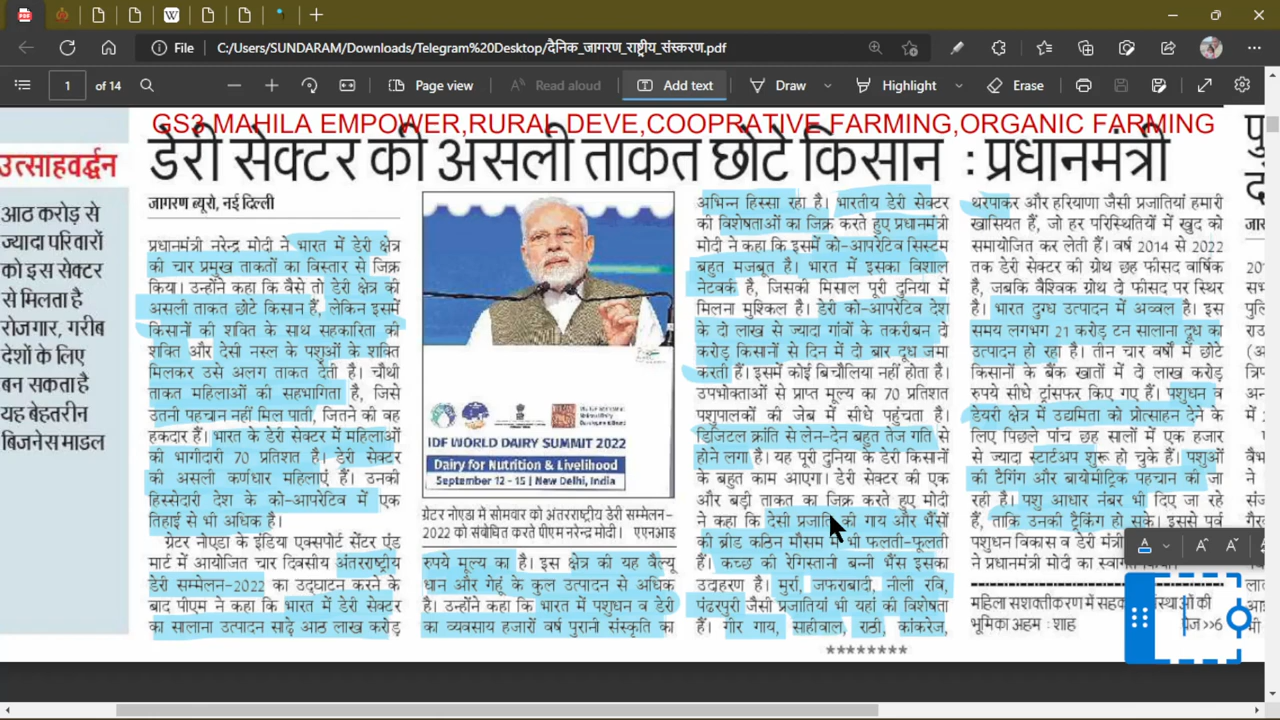 File
C:/Users/SUNDARAM/Downloads/Telegram%20Desktop/दैनिक_जागरण_राष्ट्रीय_संस्करण.pdf
1 of 14
Page view
Read aloud
Add text
Draw
Highlight
Erase
GS3 MAHILA EMPOWER,RURAL DEVE,COOPRATIVE FARMING,ORGANIC FARMING
डेरी सेक्टर की असली ताकत छोटे किसान : प्रधानमंत्री
उत्साहवर्द्धन
आठ करोड़ से
ज्यादा परिवारों
को इस सेक्टर
से मिलता है
रोजगार, गरीब
देशों के लिए
बन सकता है
यह बेहतरीन
बिजनेस माडल
जागरण ब्यूरो, नई दिल्ली
प्रधानमंत्री नरेन्द्र मोदी ने भारत में डेरी क्षेत्र
की चार प्रमुख ताकतों का विस्तार से जिक्र
किया। उन्होंने कहा कि वैसे तो डेरी क्षेत्र की
असली ताकत छोटे किसान हैं, लेकिन इसमें
किसानों की शक्ति के साथ सहकारिता की
शक्ति और देसी नस्ल के पशुओं के शक्ति
मिलकर उसे अलग ताकत देती है। चौथी
ताकत महिलाओं की सहभागिता है, जिसे
उतनी पहचान नहीं मिल पाती, जितने की वह
हकदार हैं। भारत के डेरी सेक्टर में महिलाओं
की भागीदारी 70 प्रतिशत है। डेरी सेक्टर
की असली कर्णधार महिलाएं हैं। उनकी
हिस्सेदारी देश के को-आपरेटिव में एक
तिहाई से भी अधिक है।
ग्रेटर नोएडा के इंडिया एक्सपोर्ट सेंटर एंड
मार्ट में आयोजित चार दिवसीय अंतरराष्ट्रीय
डेरी सम्मेलन-2022 का उद्घाटन करने के
बाद पीएम ने कहा कि भारत में डेरी सेक्टर
का सालाना उत्पादन साढ़े आठ लाख करोड़
IDF WORLD DAIRY SUMMIT 2022
Dairy for Nutrition & Livelihood
September 12 - 15 | New Delhi, India
ग्रेटर नोएडा में सोमवार को अंतरराष्ट्रीय डेरी सम्मेलन-
2022 को संबोधित करते पीएम नरेन्द्र मोदी। एएनआइ
रुपये मूल्य का है। इस क्षेत्र की यह वैल्यू
धान और गेहूं के कुल उत्पादन से अधिक
है। उन्होंने कहा कि भारत में पशुधन व डेरी
का व्यवसाय हजारों वर्ष पुरानी संस्कृति का
अभिन्न हिस्सा रहा है। भारतीय डेरी सेक्टर
की विशेषताओं का जिक्र करते हुए प्रधानमंत्री
मोदी ने कहा कि इसमें को-आपरेटिव सिस्टम
बहुत मजबूत है। भारत में इसका विशाल
नेटवर्क है, जिसकी मिसाल पूरी दुनिया में
मिलना मुश्किल है। डेरी को-आपरेटिव देश
के दो लाख से ज्यादा गांवों के तकरीबन दो
करोड़ किसानों से दिन में दो बार दूध जमा
करती हैं। इसमें कोई बिचौलिया नहीं होता है।
उपभोक्ताओं से प्राप्त मूल्य का 70 प्रतिशत
पशुपालकों की जेब में सीधे पहुंचता है।
डिजिटल क्रांति से लेन-देन बहुत तेज गति से
होने लगा है। यह पूरी दुनिया के डेरी किसानों
के बहुत काम आएगा। डेरी सेक्टर की एक
और बड़ी ताकत का जिक्र करते हुए मोदी
ने कहा कि देसी प्रजाति की गाय और भैंसों
की ब्रीड कठिन मौसम में भी फलती-फूलती
हैं। कच्छ की रेगिस्तानी बन्नी भैंस इसका
उदाहरण है। मुर्रा, जफराबादी, नीली रवि,
पंढरपुरी जैसी प्रजातियां भी यहां की विशेषता
हैं। गीर गाय, साहीवाल, राठी, कांकरेज,
थरपाकर और हरियाणा जैसी प्रजातियां हमारी
खासियत हैं, जो हर परिस्थितियों में खुद को
समायोजित कर लेती हैं। वर्ष 2014 से 2022
तक डेरी सेक्टर की ग्रोथ छह फीसद वार्षिक
है, जबकि वैश्विक ग्रोथ दो फीसद पर स्थिर
है। भारत दुग्ध उत्पादन में अव्वल है। इस
समय लगभग 21 करोड़ टन सालाना दूध का
उत्पादन हो रहा है। तीन चार वर्षों में छोटे
किसानों के बैंक खातों में दो लाख करोड़
रुपये सीधे ट्रांसफर किए गए हैं। पशुधन व
डेयरी क्षेत्र में उद्यमिता को प्रोत्साहन देने के
लिए पिछले पांच छह सालों में एक हजार
से ज्यादा स्टार्टअप शुरू हो चुके हैं। पशुओं
की टैगिंग और बायोमीट्रिक पहचान की जा
रही है। पशु आधार नंबर भी दिए जा रहे
हैं, ताकि उनकी ट्रैकिंग हो सके। इससे पूर्व
पशुधन विकास व डेरी मंत्री
ने प्रधानमंत्री मोदी का स्वागत
महिला सशक्तीकरण में सहकारी संस्थाओं की
भूमिका अहम : शाह पेज >>6
********